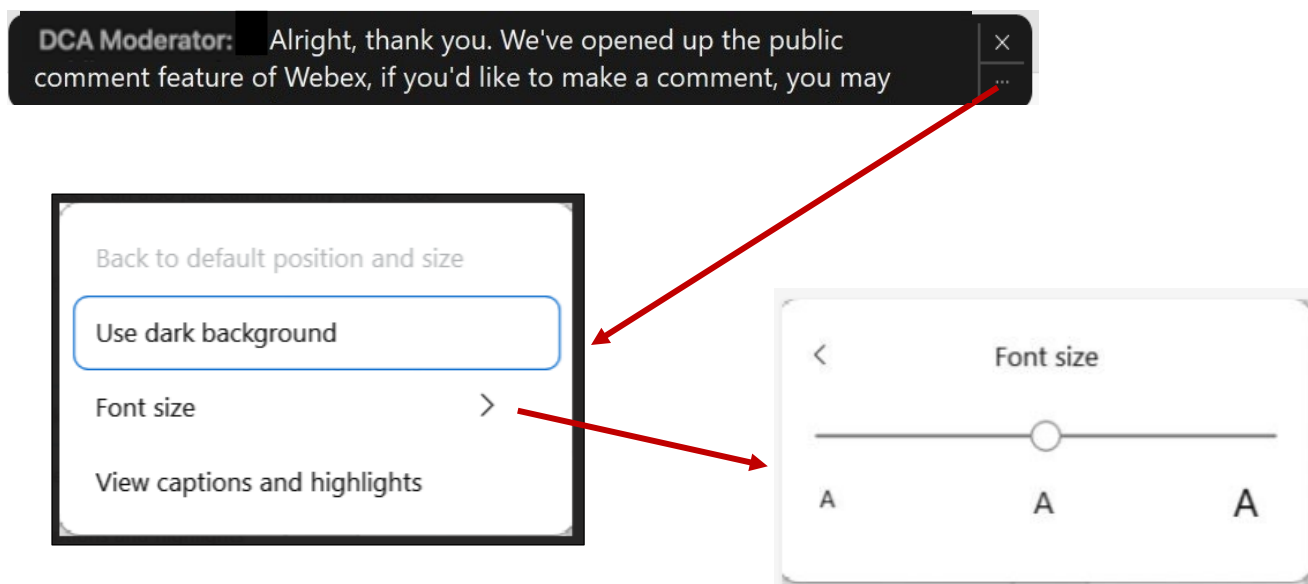 DCA Moderator: Alright, thank you. We've opened up the public
comment feature of Webex, if you'd like to make a comment, you may
...
Back to default position and size
Use dark background
Font size
View captions and highlights
Font size
A A A